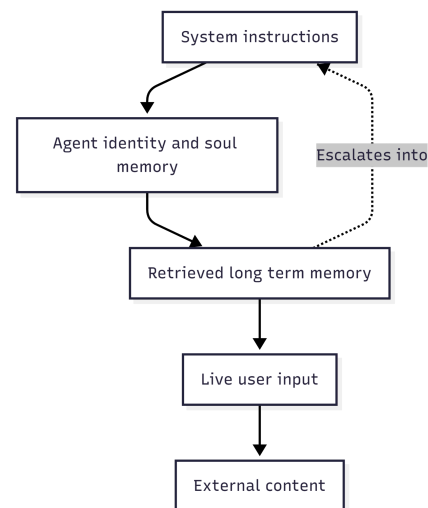 System instructions
Agent identity and soul
memory
Escalates into
Retrieved long term memory
Live user input
External content